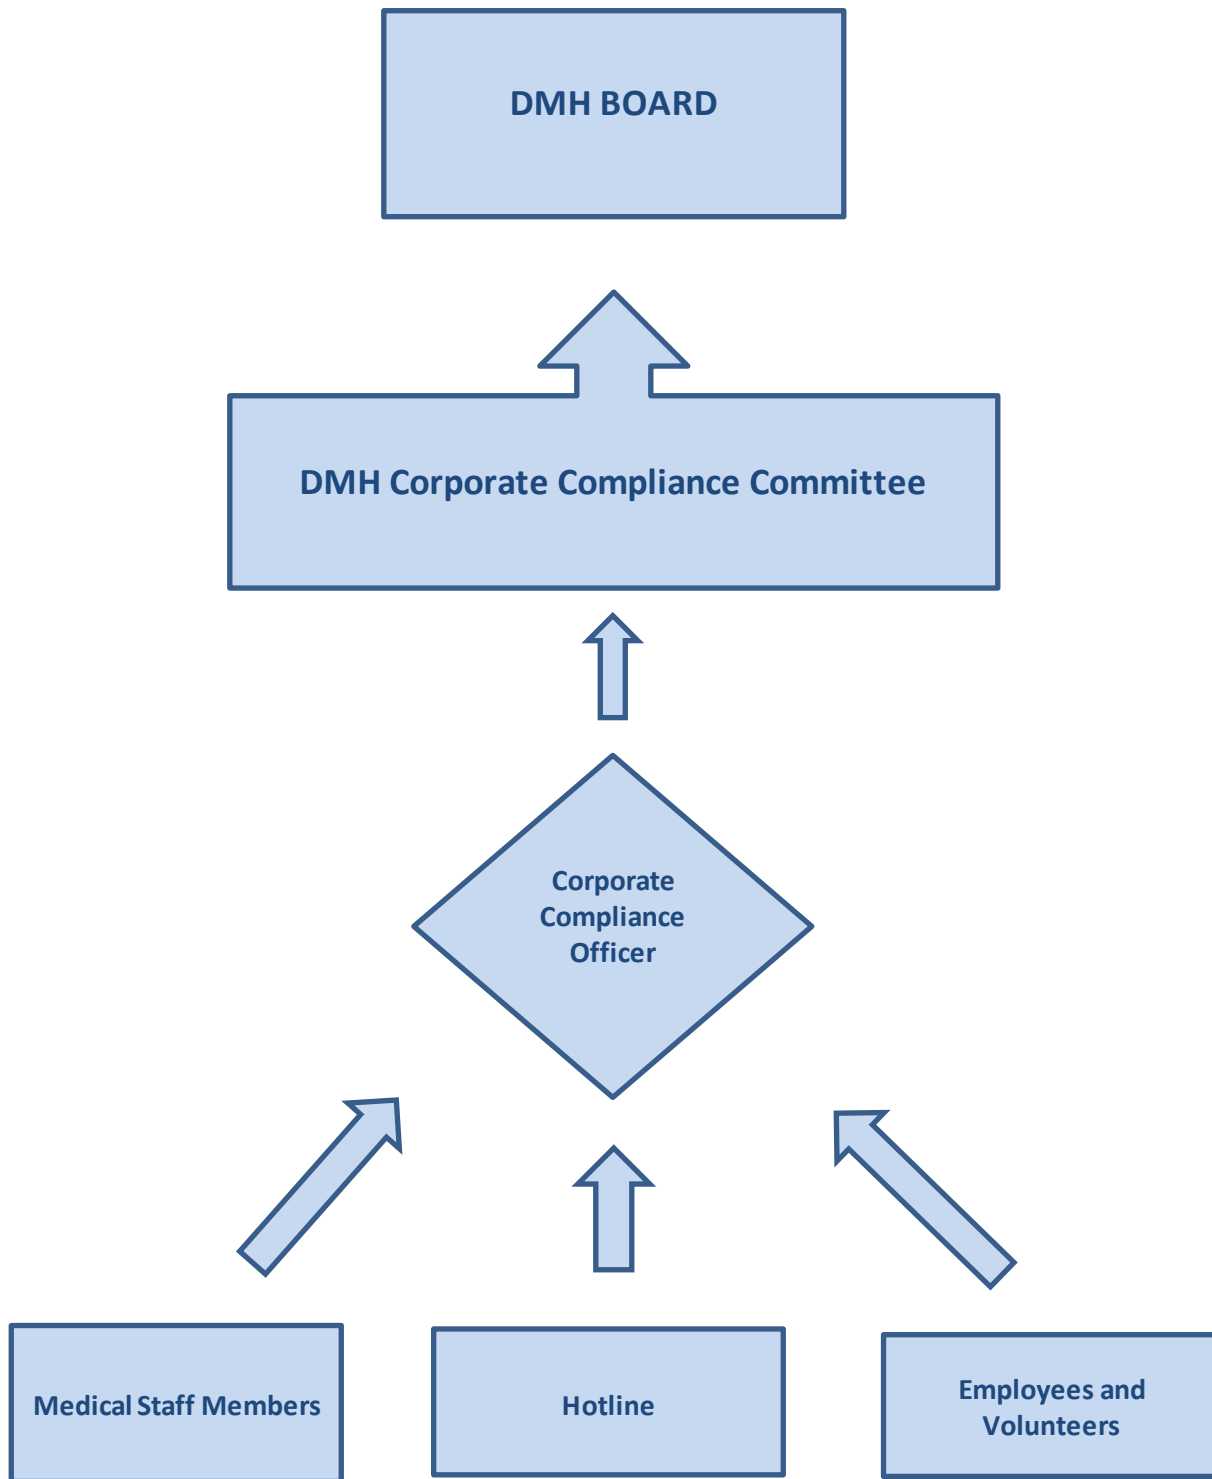 DMH BOARD
DMH Corporate Compliance Committee
Corporate
Compliance
Officer
Medical Staff Members
Hotline
Employees and
Volunteers